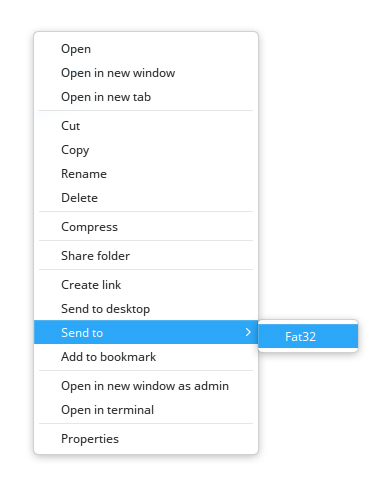 Open
Open in new window
Open in new tab
Cut
Copy
Rename
Delete
Compress
Share folder
Create link
Send to desktop
Send to
Fat32
Add to bookmark
Open in new window as admin
Open in terminal
Properties